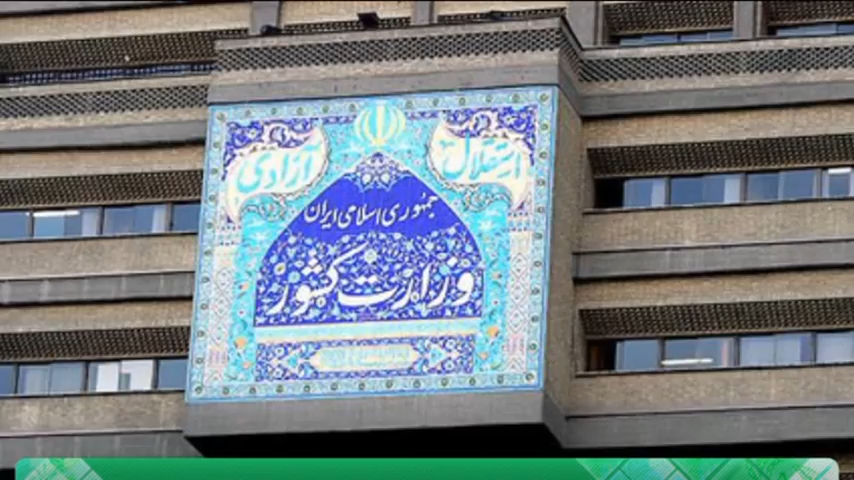 استقلال آزادی
جمهوری اسلامی ایران
وزارت کشور